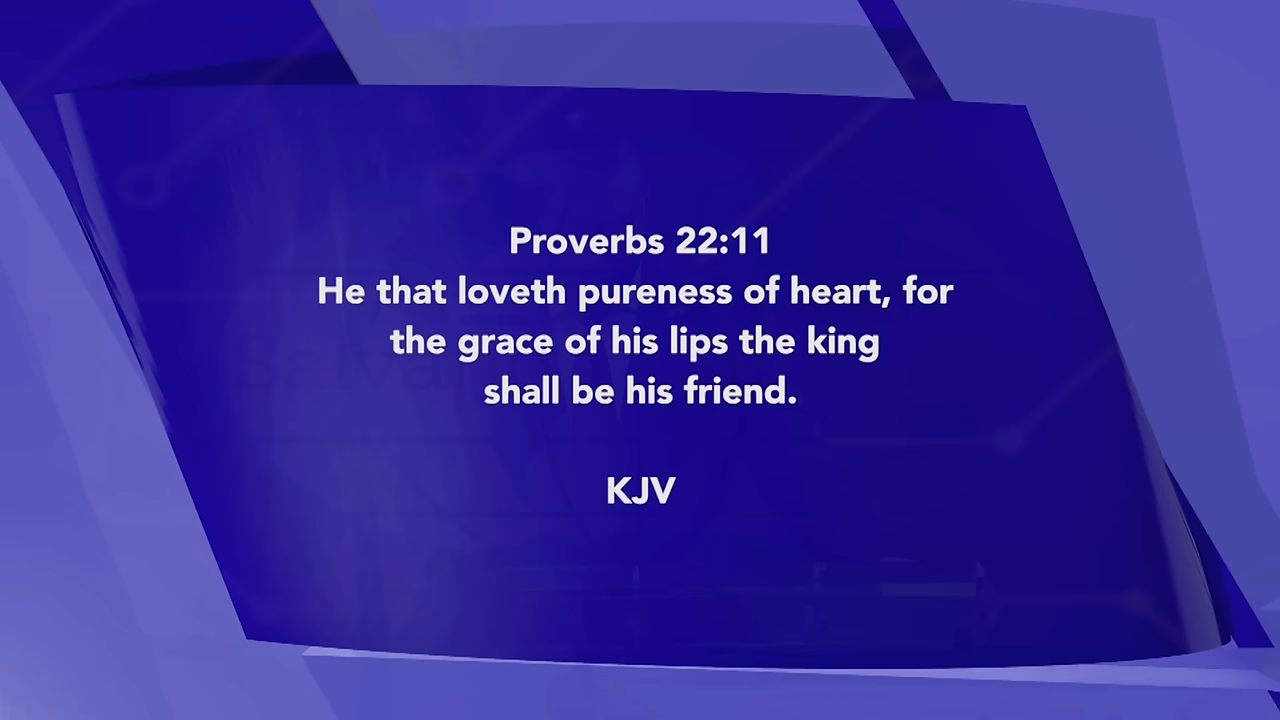 Proverbs 22:11
He that loveth pureness of heart, for
the grace of his lips the king
shall be his friend.
KJV